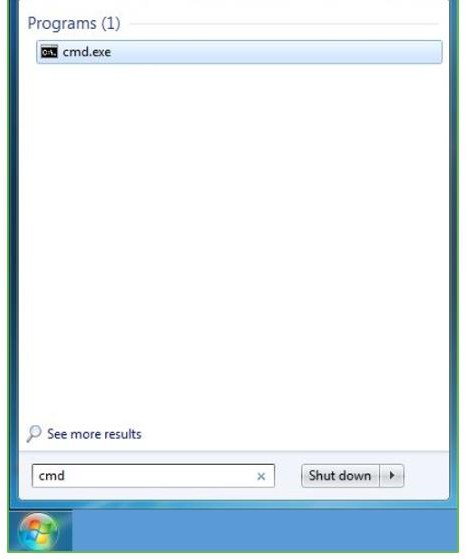 Programs (1)
cmd.exe
See more results
cmd
Shut down